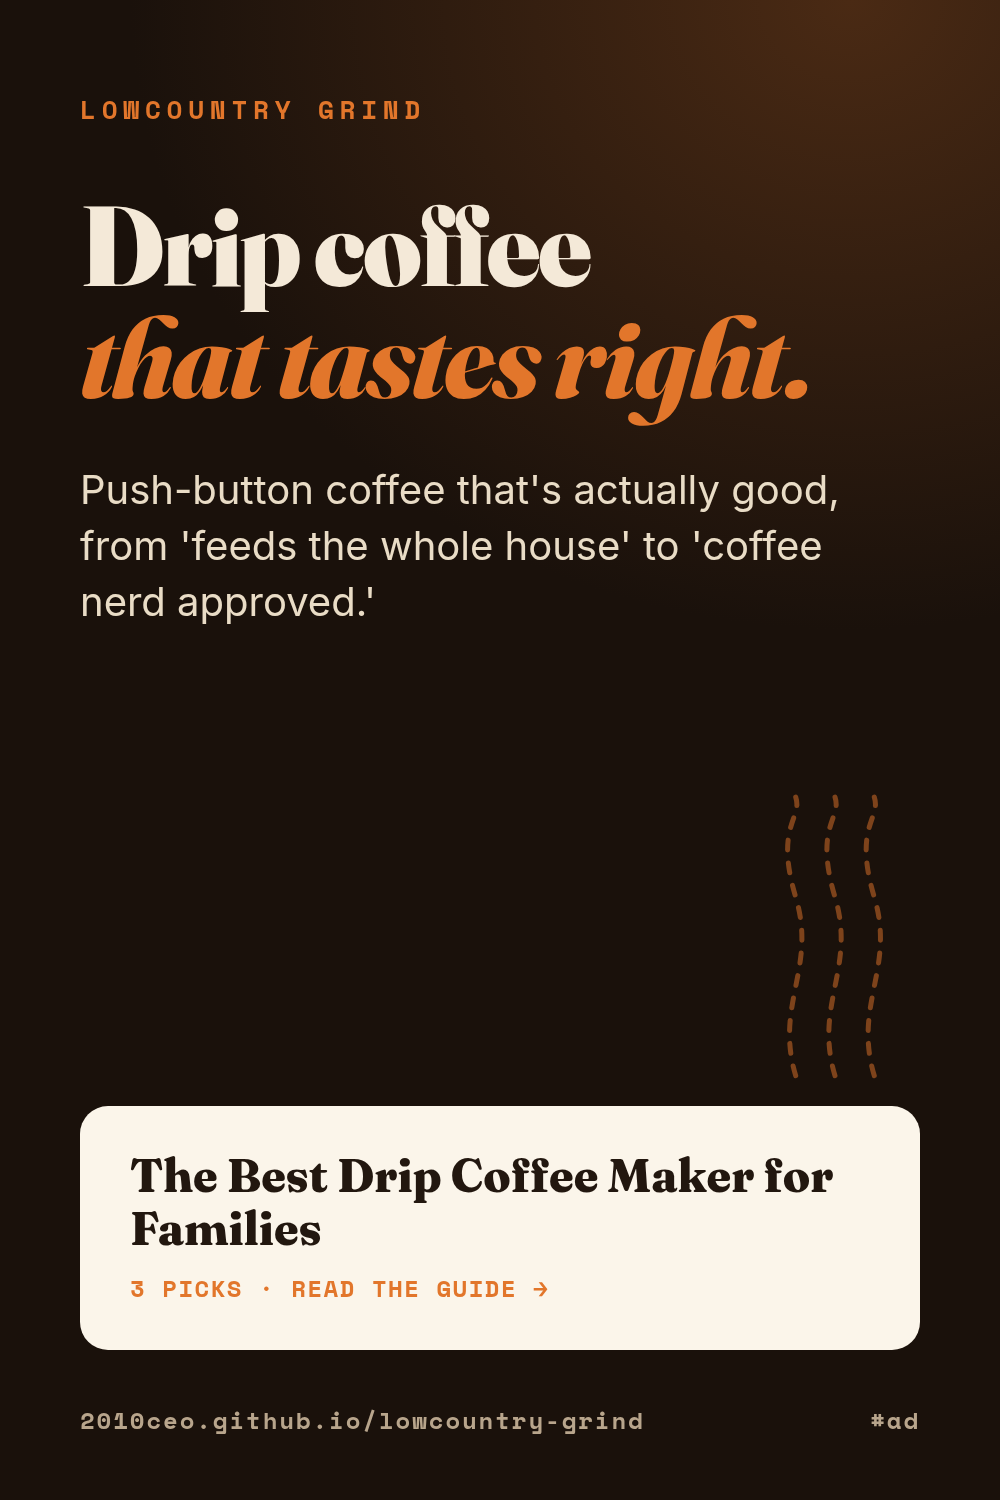 LOWCOUNTRY GRIND
Drip coffee
that tastes right.
Push-button coffee that's actually good,
from 'feeds the whole house' to 'coffee
nerd approved.'
The Best Drip Coffee Maker for
Families
3 PICKS · READ THE GUIDE →
2010ceo.github.io/lowcountry-grind #ad